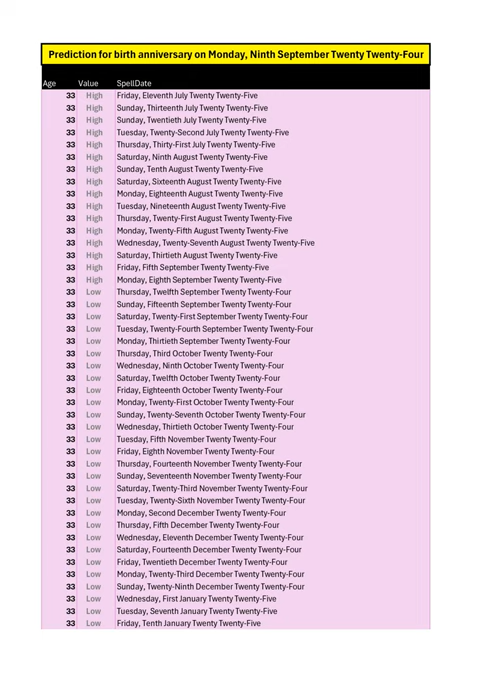 Prediction for birth anniversary on Monday, Ninth September Twenty Twenty-Four
Age Value SpellDate
33 High Friday, Eleventh July Twenty Twenty-Five
33 High Sunday, Thirteenth July Twenty Twenty-Five
33 High Sunday, Twentieth July Twenty Twenty-Five
33 High Tuesday, Twenty-Second July Twenty Twenty-Five
33 High Thursday, Thirty-First July Twenty Twenty-Five
33 High Saturday, Ninth August Twenty Twenty-Five
33 High Sunday, Tenth August Twenty Twenty-Five
33 High Saturday, Sixteenth August Twenty Twenty-Five
33 High Monday, Eighteenth August Twenty Twenty-Five
33 High Tuesday, Nineteenth August Twenty Twenty-Five
33 High Thursday, Twenty-First August Twenty Twenty-Five
33 High Monday, Twenty-Fifth August Twenty Twenty-Five
33 High Wednesday, Twenty-Seventh August Twenty Twenty-Five
33 High Saturday, Thirtieth August Twenty Twenty-Five
33 High Friday, Fifth September Twenty Twenty-Five
33 High Monday, Eighth September Twenty Twenty-Five
33 Low Thursday, Twelfth September Twenty Twenty-Four
33 Low Sunday, Fifteenth September Twenty Twenty-Four
33 Low Saturday, Twenty-First September Twenty Twenty-Four
33 Low Tuesday, Twenty-Fourth September Twenty Twenty-Four
33 Low Monday, Thirtieth September Twenty Twenty-Four
33 Low Thursday, Third October Twenty Twenty-Four
33 Low Wednesday, Ninth October Twenty Twenty-Four
33 Low Saturday, Twelfth October Twenty Twenty-Four
33 Low Friday, Eighteenth October Twenty Twenty-Four
33 Low Monday, Twenty-First October Twenty Twenty-Four
33 Low Sunday, Twenty-Seventh October Twenty Twenty-Four
33 Low Wednesday, Thirtieth October Twenty Twenty-Four
33 Low Tuesday, Fifth November Twenty Twenty-Four
33 Low Friday, Eighth November Twenty Twenty-Four
33 Low Thursday, Fourteenth November Twenty Twenty-Four
33 Low Sunday, Seventeenth November Twenty Twenty-Four
33 Low Saturday, Twenty-Third November Twenty Twenty-Four
33 Low Tuesday, Twenty-Sixth November Twenty Twenty-Four
33 Low Monday, Second December Twenty Twenty-Four
33 Low Thursday, Fifth December Twenty Twenty-Four
33 Low Wednesday, Eleventh December Twenty Twenty-Four
33 Low Saturday, Fourteenth December Twenty Twenty-Four
33 Low Friday, Twentieth December Twenty Twenty-Four
33 Low Monday, Twenty-Third December Twenty Twenty-Four
33 Low Sunday, Twenty-Ninth December Twenty Twenty-Four
33 Low Wednesday, First January Twenty Twenty-Five
33 Low Tuesday, Seventh January Twenty Twenty-Five
33 Low Friday, Tenth January Twenty Twenty-Five